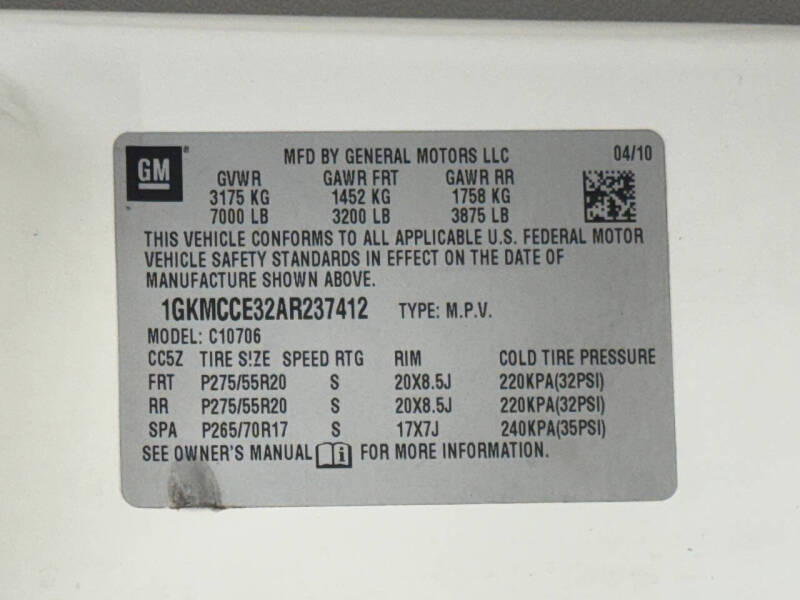 GM MFD BY GENERAL MOTORS LLC 04/10
GVWR GAWR FRT GAWR RR
3175 KG 1452 KG 1758 KG
7000 LB 3200 LB 3875 LB
THIS VEHICLE CONFORMS TO ALL APPLICABLE U.S. FEDERAL MOTOR
VEHICLE SAFETY STANDARDS IN EFFECT ON THE DATE OF
MANUFACTURE SHOWN ABOVE.
1GKMCCE32AR237412 TYPE: M.P.V.
MODEL: C10706
CC5Z TIRE SIZE SPEED RTG RIM COLD TIRE PRESSURE
FRT P275/55R20 S 20X8.5J 220KPA(32PSI)
RR P275/55R20 S 20X8.5J 220KPA(32PSI)
SPA P265/70R17 S 17X7J 240KPA(35PSI)
SEE OWNER'S MANUAL i FOR MORE INFORMATION.